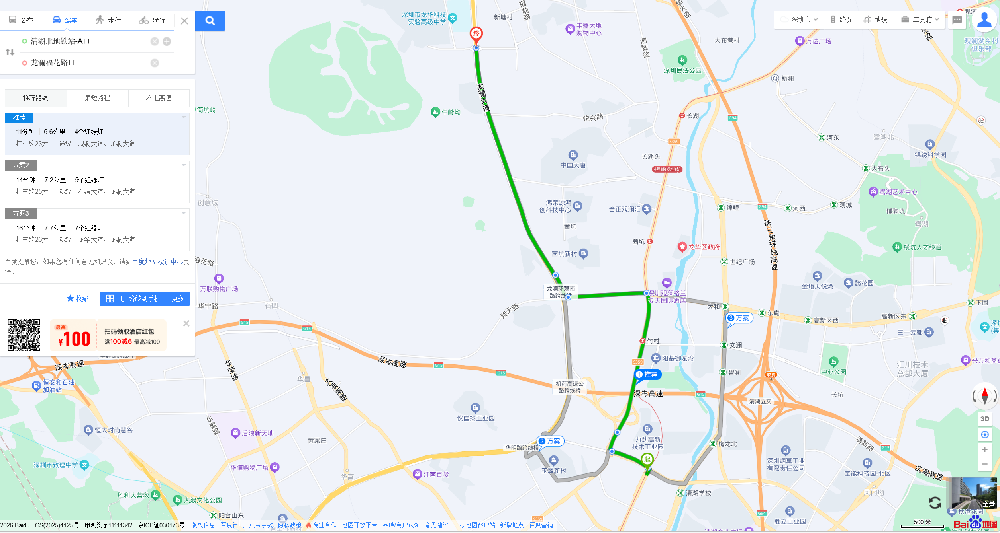 公交
驾车
步行
骑行
清湖北地铁站-A口
龙澜福花路口
推荐路线
最短路程
不走高速
推荐
11分钟 6.6公里 4个红绿灯
打车约23元 途经：观澜大道、龙澜大道
方案2
14分钟 7.2公里 5个红绿灯
打车约25元 途经：石清大道、龙澜大道
方案3
16分钟 7.7公里 7个红绿灯
打车约26元 途经：龙华大道、龙澜大道
百度提醒您：如果您有任何意见和建议，请到百度地图投诉中心反
馈。
收藏
同步路线到手机
更多
最高
¥100
扫码领取酒店红包
满100减6 最高减100
深圳市
路况
地铁
工具箱
深圳市龙华科技
实验高级中学
文
新塘村
福前路
丰盛大地
购物中心
终
泗黎路
华大道
大布巷村
万达广场
观澜湖乡村
俱乐部
深圳民法公园
新澜
龙澜大道
简坑岭
牛岭坳
悦兴路
长湖
G94
S359
河东
鹭湖北
锦绣科学园
长湖头
中国大唐
4号线(龙华线)
大布头
鹭湖艺术中心
创意城
鸿荣源鸿
创科技中心
合正观澜汇
锦鲤
G94
河西
观城
铺狗坑
鹭湖
茜坑
珠三角环线高速
茜坑
龙华区政府
横坑人才绿道
茜坑新村
世纪广场
浪花路
万联购物广场
金地天悦湾
懿花园
龙澜环观南
路跨线桥
深圳观澜格兰
云天国际酒店
华宁路
石凹
观天路
大和
东庵
下围
3 方案
高新区西
高新区东
三一云都
G15
G15
竹村
文澜
阳基御龙湾
S359
深岑高速
深岑高速
G15
G15
华荣路
华昌
大浪南路
恒安和石油
加油站
1 推荐
碧澜
收费
中心公园
汇川技术
总部大厦
机荷高速公
路跨线桥
深岑高速
G15
长坑
清湖立交
仪佳扬工业园
华繁路
恒大时尚慧谷
后浪新天地
黄梁庄
2 方案
华明路跨线桥
力劲高新
技术工业园
梅龙北
清新路
G15
起
深圳烟草工业
有限责任公司
宝能科技园-北区
沈海高速
深圳市致理中学
文
华信购物广场
华富
江南百货
玉翠新村
胜利大营救
大浪文化公园
清湖学校
风门坳
阳台山东
G94
胜立工业园
秋港花园
全景
3D
500 米
Bai du 地图
2026 Baidu - GS(2025)4125号 - 甲测资字11111342 - 京ICP证030173号 版权信息 百度首页 服务条款 隐私政策 商业合作 地图开放平台 品牌/商户认领 意见建议 下载地图客户端 新增地点 百度营销